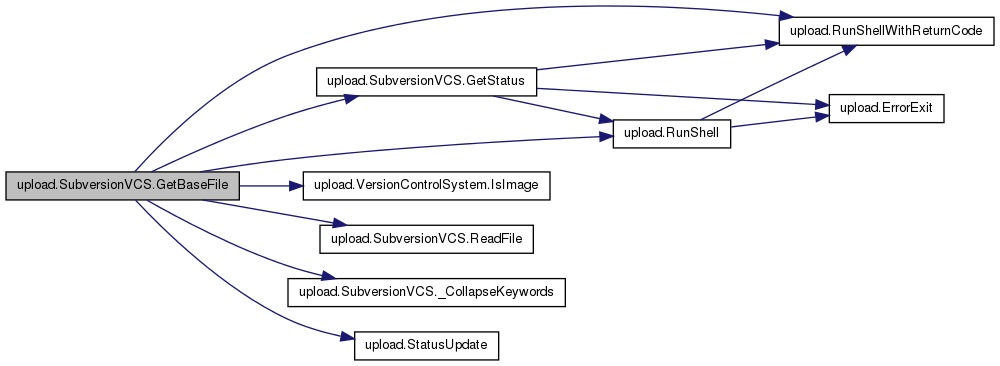 upload.RunShellWithReturnCode
upload.SubversionVCS.GetStatus
upload.ErrorExit
upload.RunShell
upload.SubversionVCS.GetBaseFile
upload.VersionControlSystem.IsImage
upload.SubversionVCS.ReadFile
upload.SubversionVCS._CollapseKeywords
upload.StatusUpdate